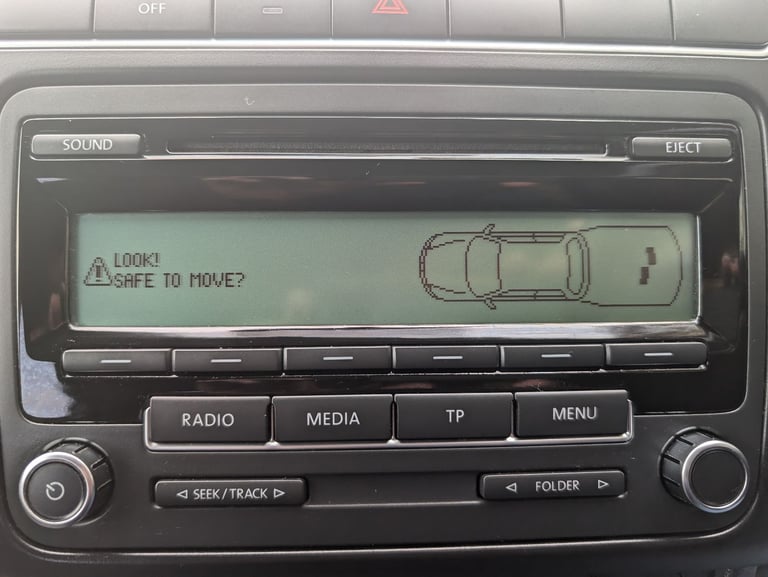 OFF
SOUND
EJECT
LOOK!
SAFE TO MOVE?
RADIO
MEDIA
TP
MENU
SEEK/TRACK
FOLDER